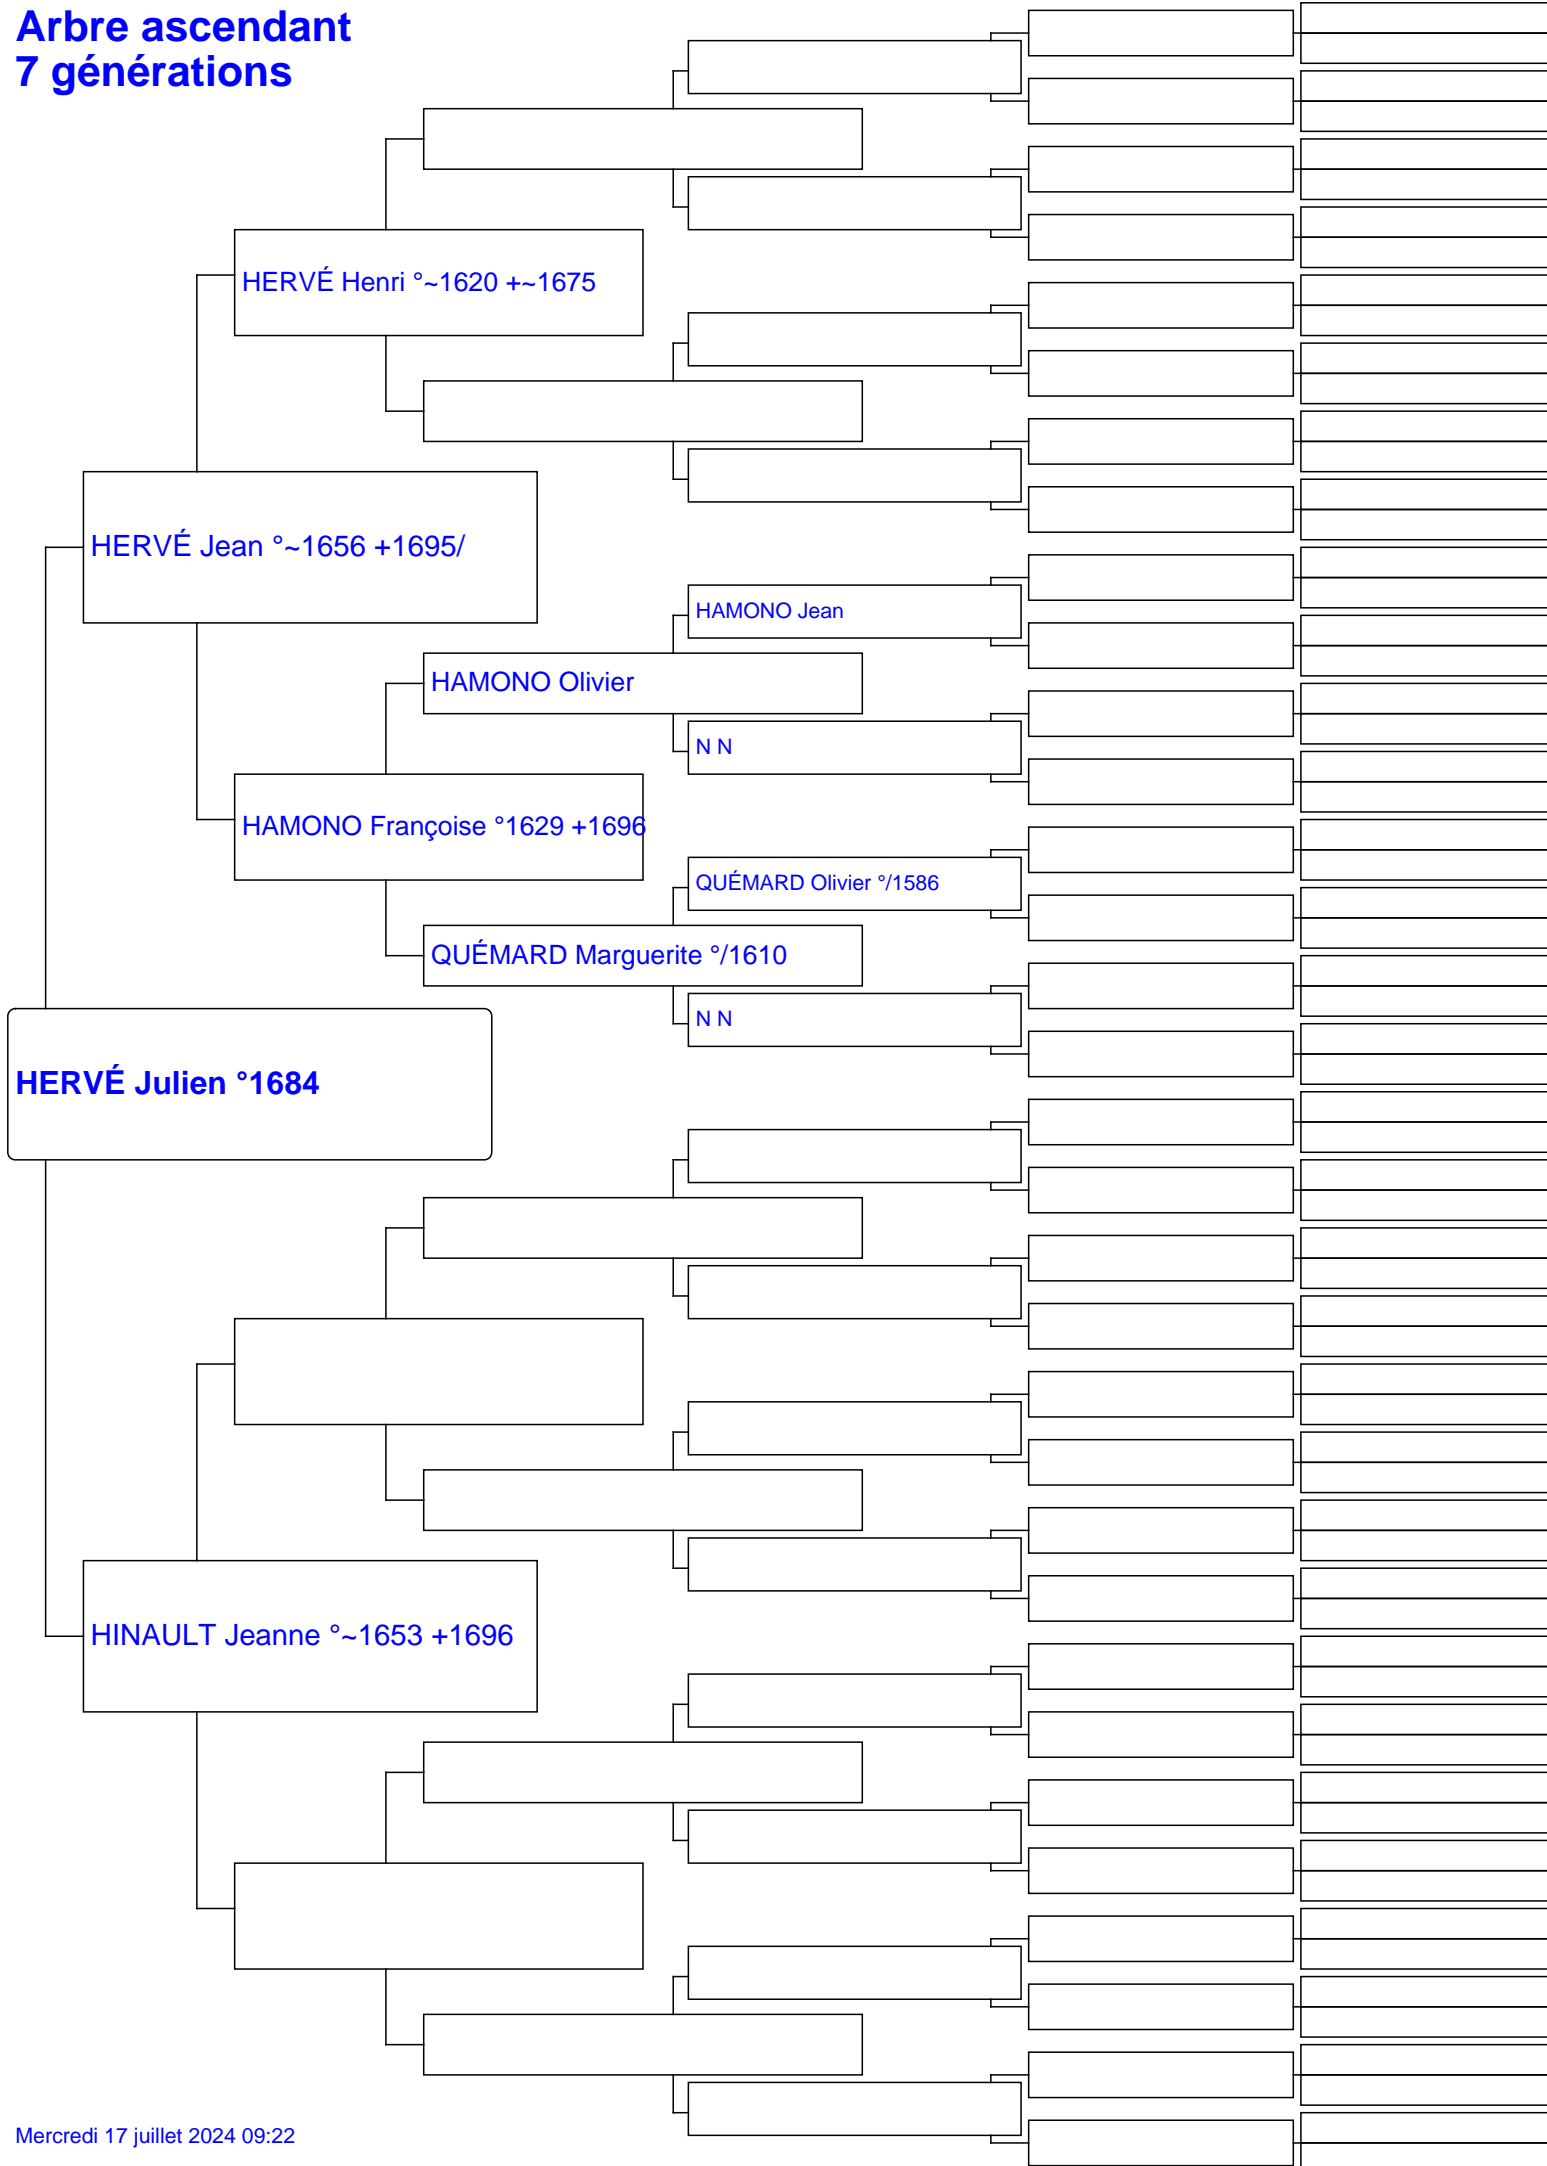 Arbre ascendant
7 générations
HERVÉ Henri °~1620 +~1675
HERVÉ Jean °~1656 +1695/
HAMONO Jean
HAMONO Olivier
N N
HAMONO Françoise °1629 +1696
QUÉMARD Olivier °/1586
QUÉMARD Marguerite °/1610
N N
HERVÉ Julien °1684
HINAULT Jeanne °~1653 +1696
Mercredi 17 juillet 2024 09:22